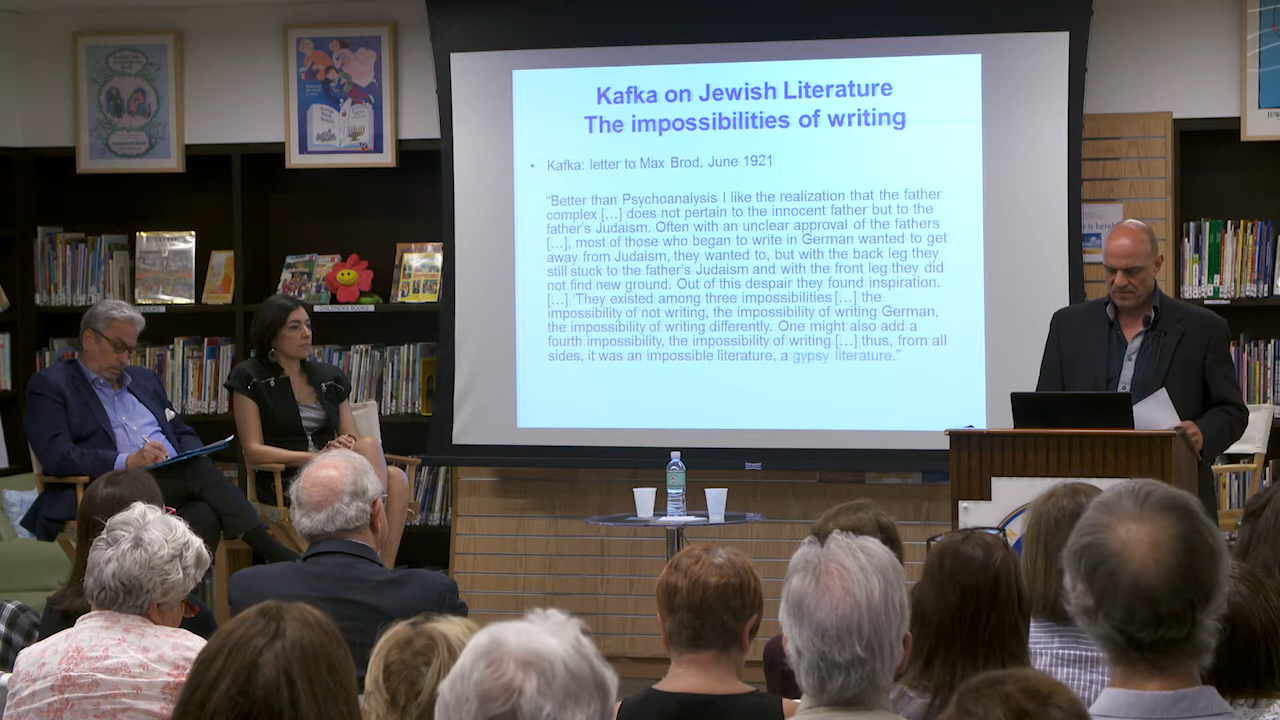 Kafka on Jewish Literature
The impossibilities of writing
Kafka: letter to Max Brod, June 1921
“Better than Psychoanalysis I like the realization that the father
complex […] does not pertain to the innocent father but to the
father’s Judaism. Often with an unclear approval of the fathers
[…], most of those who began to write in German wanted to get
away from Judaism, they wanted to, but with the back leg they
still stuck to the father’s Judaism and with the front leg they did
not find new ground. Out of this despair they found inspiration.
[…] ‘They existed among three impossibilities […] the
impossibility of not writing, the impossibility of writing German,
the impossibility of writing differently. One might also add a
fourth impossibility, the impossibility of writing […] thus, from all
sides, it was an impossible literature, a gypsy literature.”
CHILDREN'S BOOKS